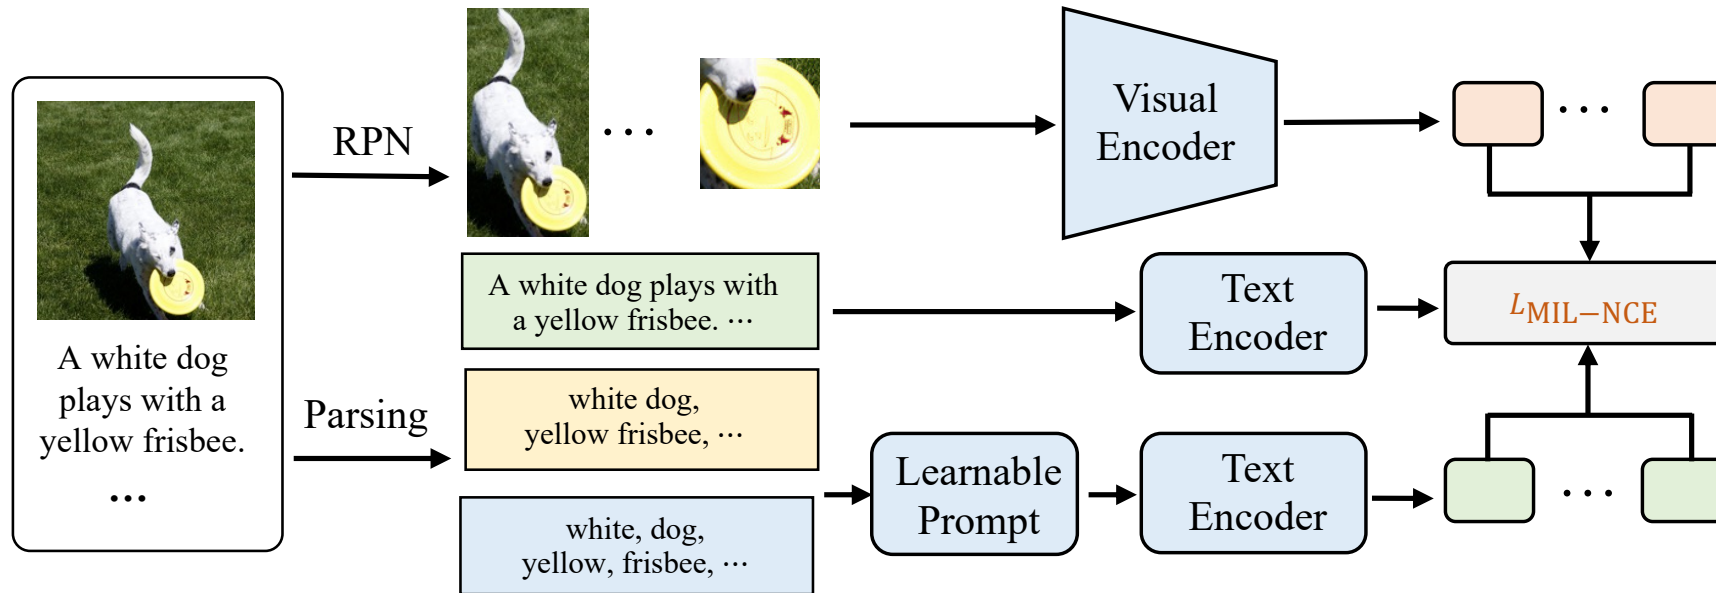 A white dog
plays with a
yellow frisbee.
...
RPN
...
Visual
Encoder
...
A white dog plays with
a yellow frisbee. ···
Text
Encoder
L_MIL−NCE
Parsing
white dog,
yellow frisbee, ···
white, dog,
yellow, frisbee, ···
Learnable
Prompt
Text
Encoder
...